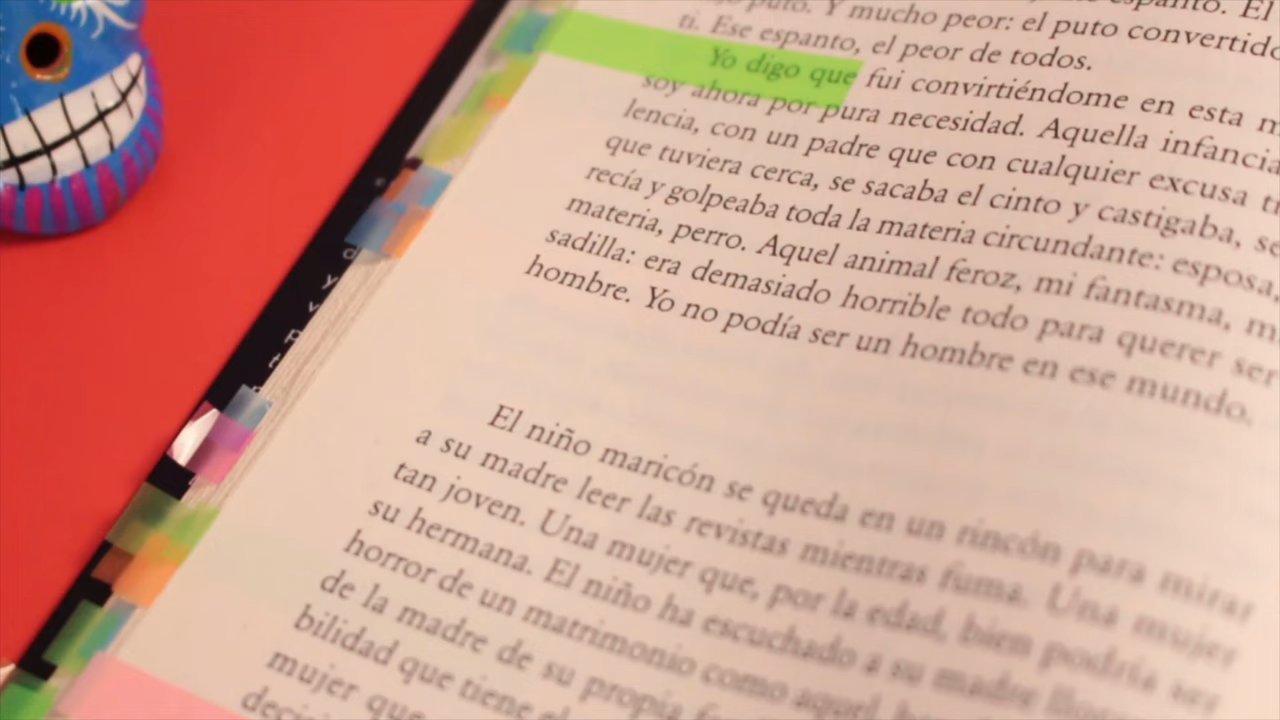 puto. Y mucho peor: el puto convertido
ti. Ese espanto, el peor de todos.
Yo digo que fui convirtiéndome en esta
soy ahora por pura necesidad. Aquella infancia
lencia, con un padre que con cualquier excusa
que tuviera cerca, se sacaba el cinto y castigaba, se
recía y golpeaba toda la materia circundante: esposa,
materia, perro. Aquel animal feroz, mi fantasma,
sadilla: era demasiado horrible todo para querer ser
hombre. Yo no podía ser un hombre en ese mundo.
El niño maricón se queda en un rincón para mirar
a su madre leer las revistas mientras fuma. Una mujer
tan joven. Una mujer que, por la edad, bien podría ser
su hermana. El niño ha escuchado a su madre
horror de un matrimonio como aquel,
de la madre de su propia
bilidad que tiene el
mujer que